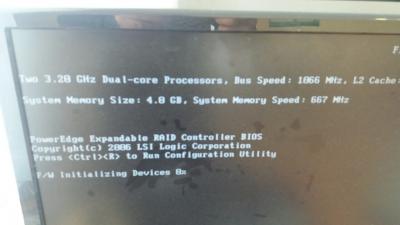 Two 3.20 GHz Dual-core Processors, Bus Speed: 1066 MHz, L2 Cache:
System Memory Size: 4.0 GB, System Memory Speed: 667 MHz
PowerEdge Expandable RAID Controller BIOS
Copyright(c) 2006 LSI Logic Corporation
Press <Ctrl><R> to Run Configuration Utility
F/W Initializing Devices 0%